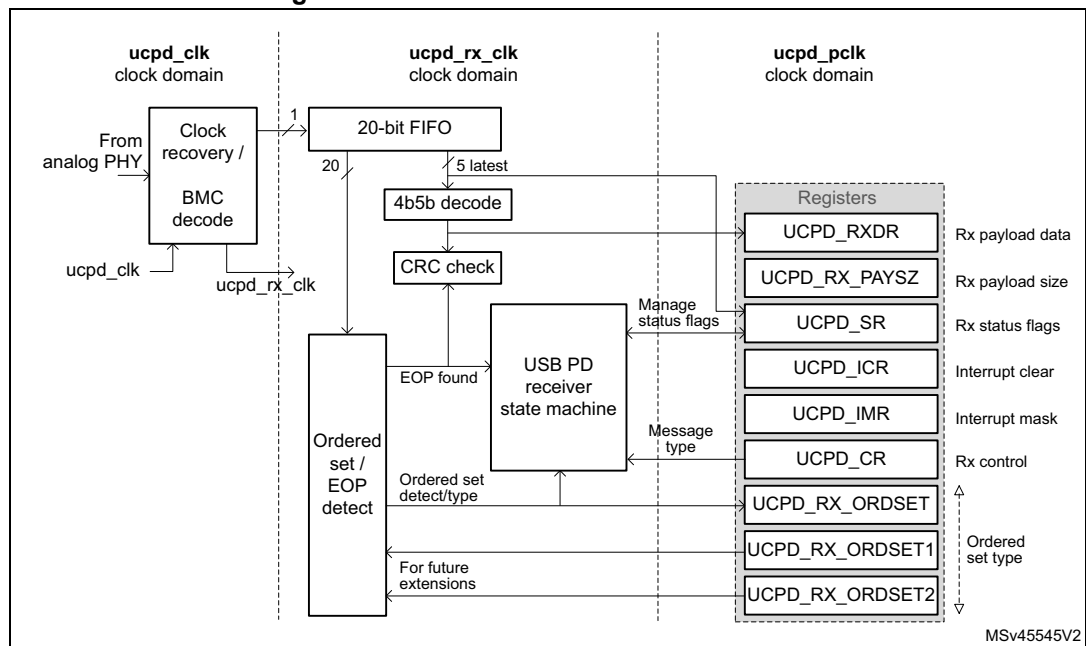 ucpd_clk
clock domain
ucpd_rx_clk
clock domain
ucpd_pclk
clock domain
From
analog PHY
Clock
recovery /
BMC
decode
ucpd_clk
ucpd_rx_clk
1
20-bit FIFO
20
5 latest
4b5b decode
CRC check
Ordered
set /
EOP
detect
EOP found
USB PD
receiver
state machine
Manage
status flags
Message
type
Ordered set
detect/type
For future
extensions
Registers
UCPD_RXDR
Rx payload data
UCPD_RX_PAYSZ
Rx payload size
UCPD_SR
Rx status flags
UCPD_ICR
Interrupt clear
UCPD_IMR
Interrupt mask
UCPD_CR
Rx control
UCPD_RX_ORDSET
UCPD_RX_ORDSET1
UCPD_RX_ORDSET2
Ordered
set type
MSv45545V2